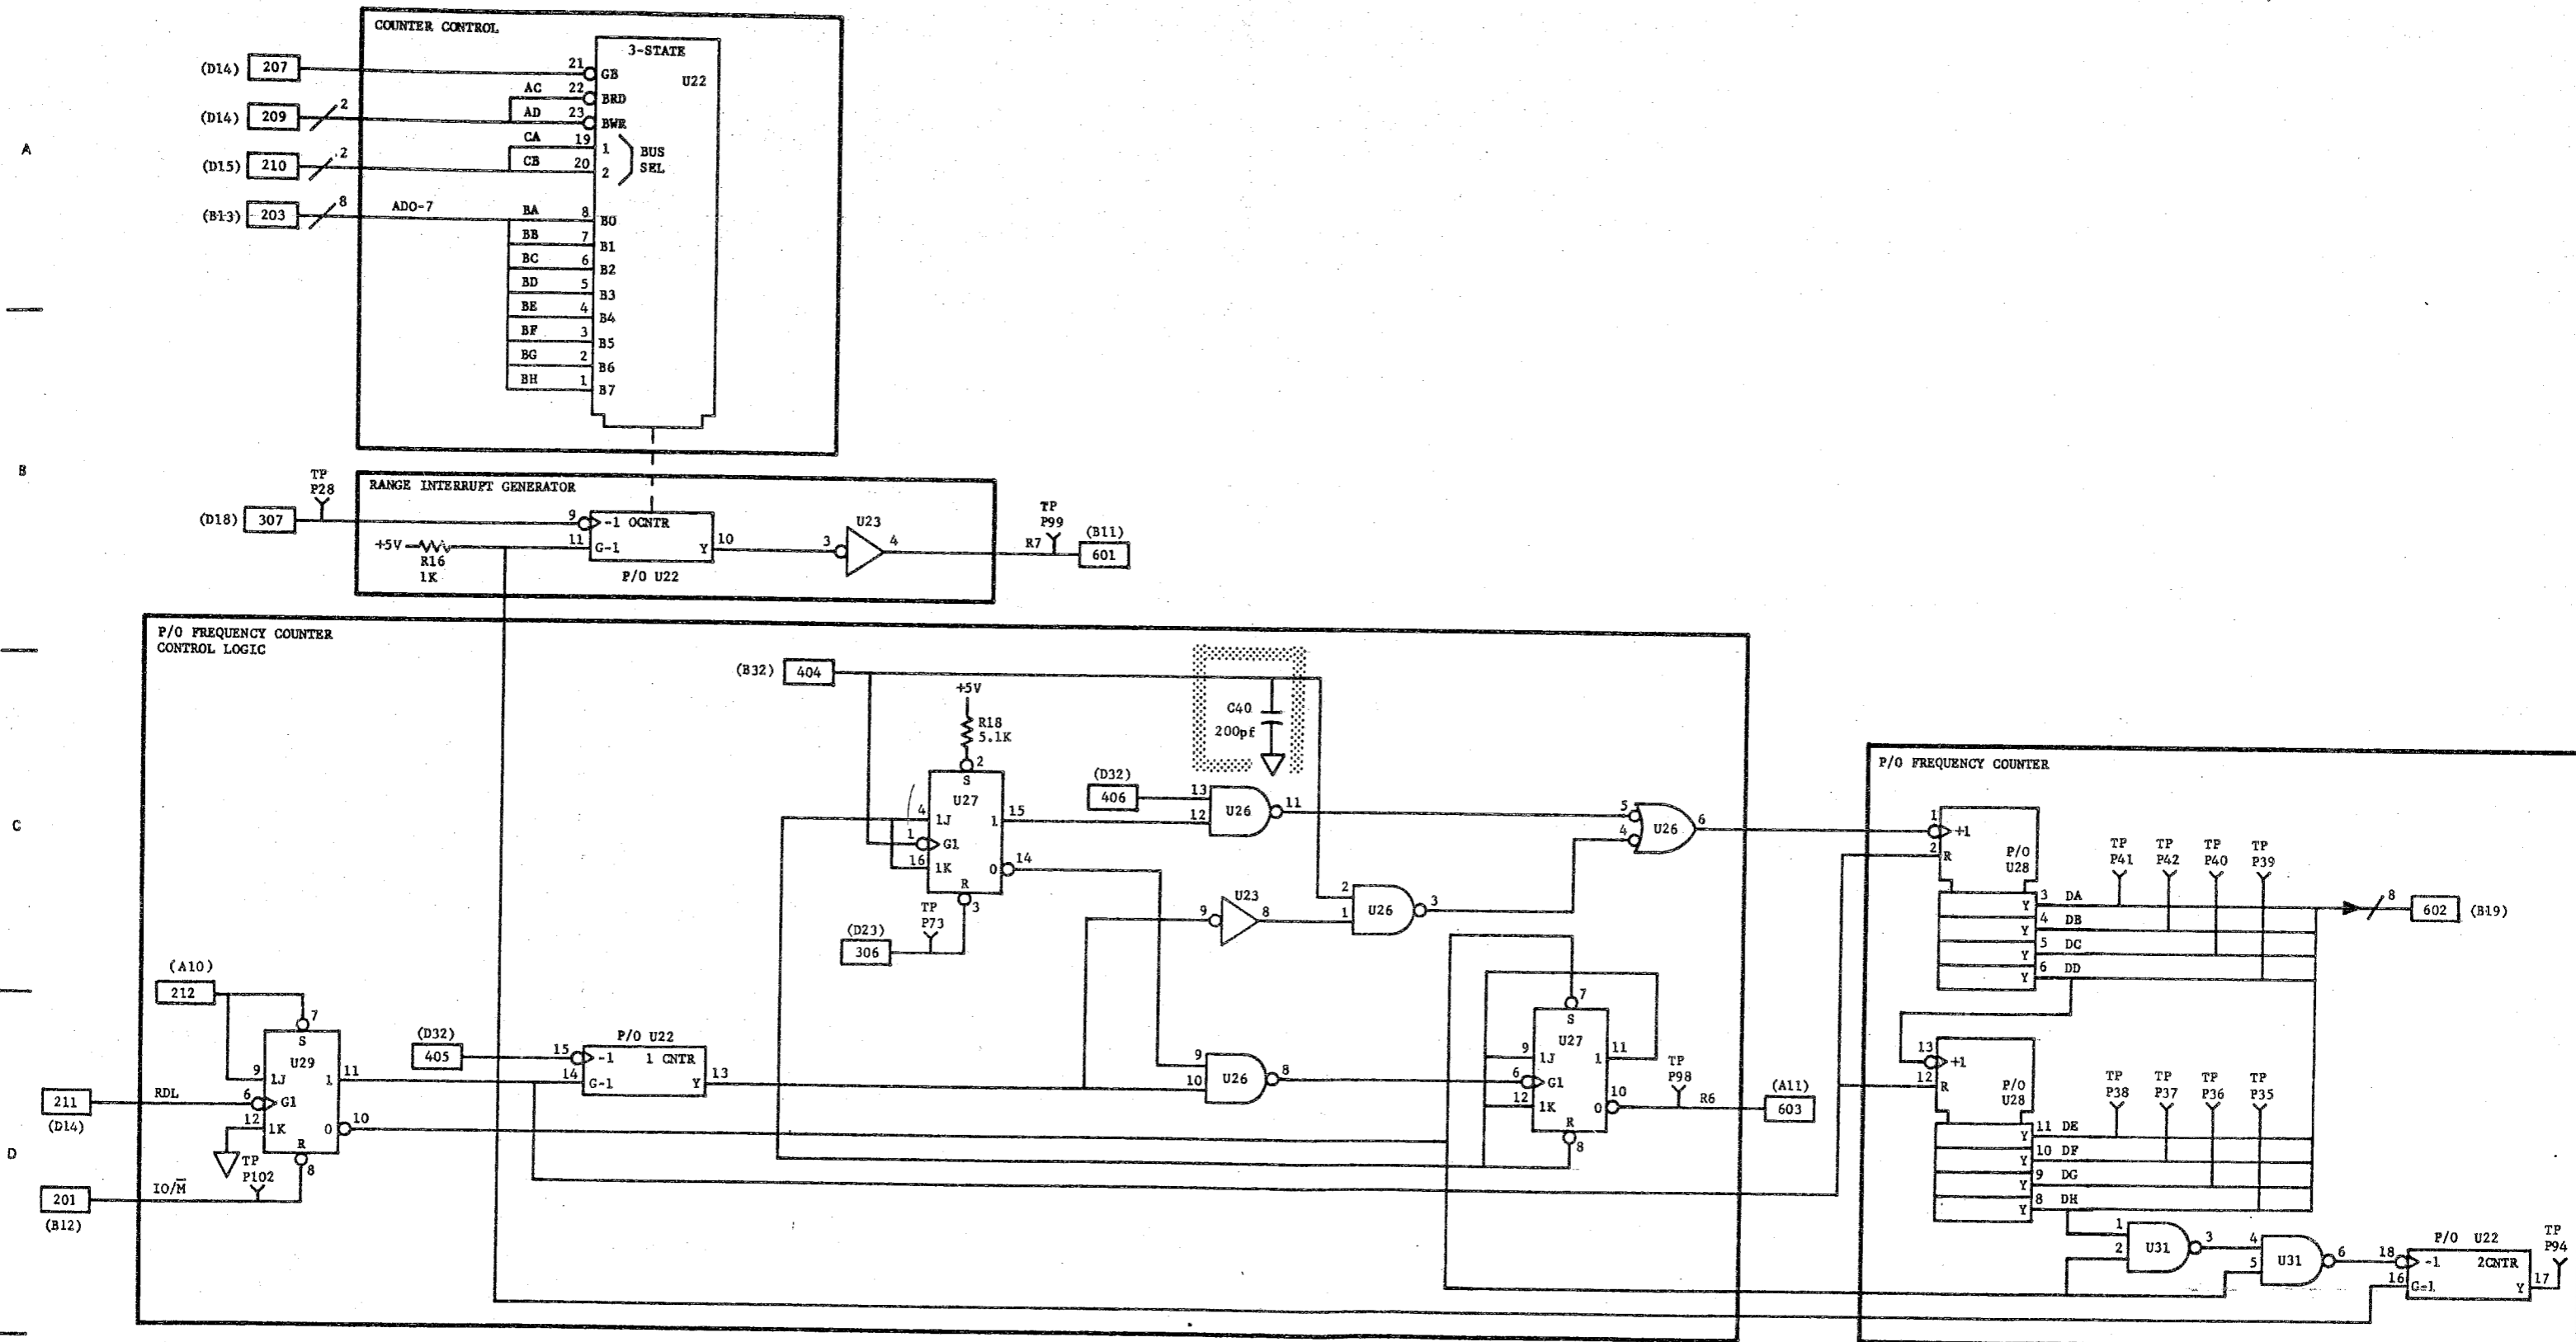 COUNTER CONTROL
3-STATE
U22
(D14) 207 21 GB
AC 22 BRD
(D14) 209 2 AD 23 BWR
CA 19 1 BUS
(D15) 210 .2 CB 20 2 SEL
(B13) 203 8 ADO-7 BA 8 B0
BB 7 B1
BC 6 B2
BD 5 B3
BE 4 B4
BF 3 B5
BG 2 B6
BH 1 B7
A
B
C
D
RANGE INTERRUPT GENERATOR
TP
P28
(D18) 307 9 -1 OCNTR
+5V R16 1K 11 G-1 Y 10
P/O U22
3 U23 4
R7
TP
P99
(B11)
601
P/O FREQUENCY COUNTER
CONTROL LOGIC
(B32) 404
+5V
R18
5.1K
C40
200pf
2
S
U27
4 1J 1 15
1 G1
16 1K 0 14
R
3
TP
P73
(D23)
306
(D32)
406
13
12
U26
11
5
4
U26
6
9 U23 8
2
1
U26
3
(A10)
212
7
S
U29
9 1J 1 11
211 RDL 6 G1
(D14)
12 1K 0 10
R
8
TP
P102
201 IO/M̅
(B12)
(D32)
405
P/O U22
15 -1 1 CNTR
14 G-1 Y 13
9
10
U26
8
7
S
U27
9 1J 1 11
6 G1
12 1K 0 10
R
8
TP
P98
R6
(A11)
603
P/O FREQUENCY COUNTER
1 +1
2 R
P/O
U28
TP
P41
TP
P42
TP
P40
TP
P39
Y 3 DA
Y 4 DB
Y 5 DC
Y 6 DD
8
602 (B19)
13 +1
12 R
P/O
U28
TP
P38
TP
P37
TP
P36
TP
P35
Y 11 DE
Y 10 DF
Y 9 DG
Y 8 DH
1
2
U31
3
4
5
U31
6
P/O U22
18 -1 2CNTR
16 G=1 Y 17
TP
P94